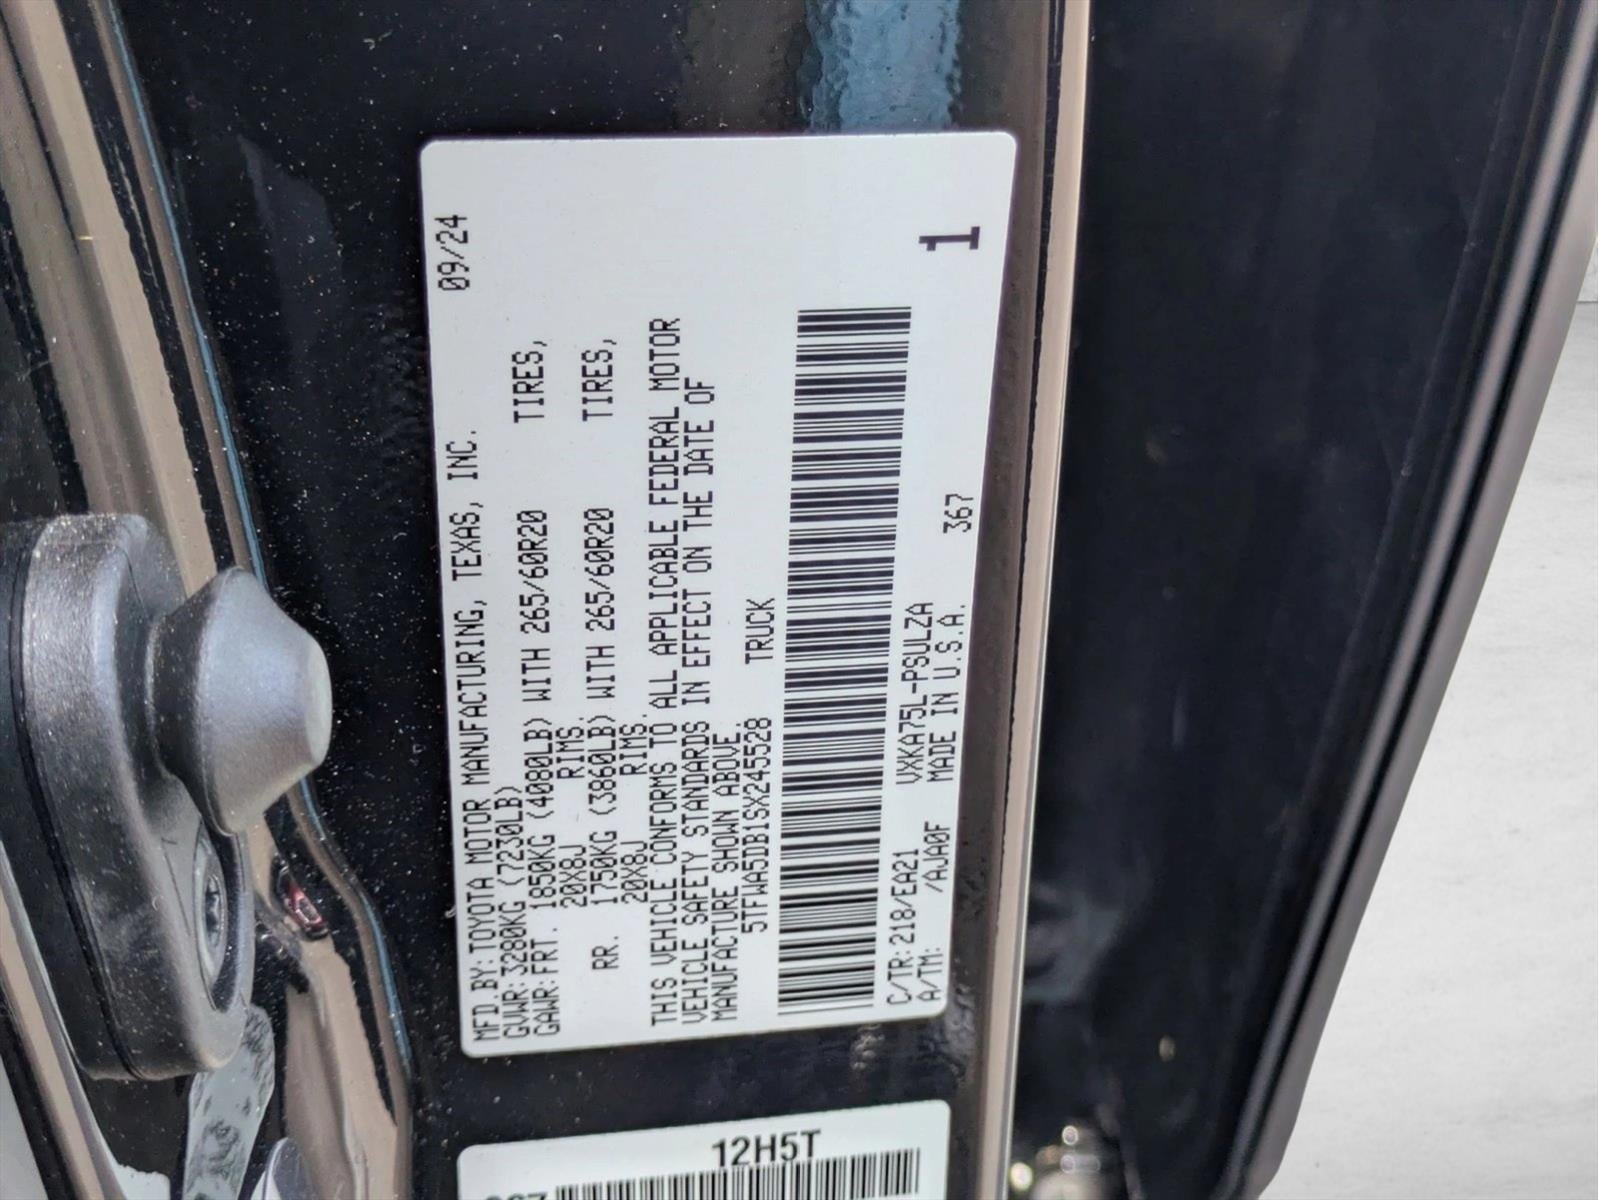 MFD.BY: TOYOTA MOTOR MANUFACTURING, TEXAS, INC. 09/24
GVWR: 3280KG (7230LB)
GAWR: FRT. 1850KG (4080LB) WITH 265/60R20 TIRES,
20X8J RIMS.
RR. 1750KG (3860LB) WITH 265/60R20 TIRES,
20X8J RIMS.
THIS VEHICLE CONFORMS TO ALL APPLICABLE FEDERAL MOTOR
VEHICLE SAFETY STANDARDS IN EFFECT ON THE DATE OF
MANUFACTURE SHOWN ABOVE.
5TFWA5DB1SX245528 TRUCK
C/TR: 218/EA21 VXKA75L-PSULZA
A/TM: /AJA0F MADE IN U.S.A. 367
1
12H5T